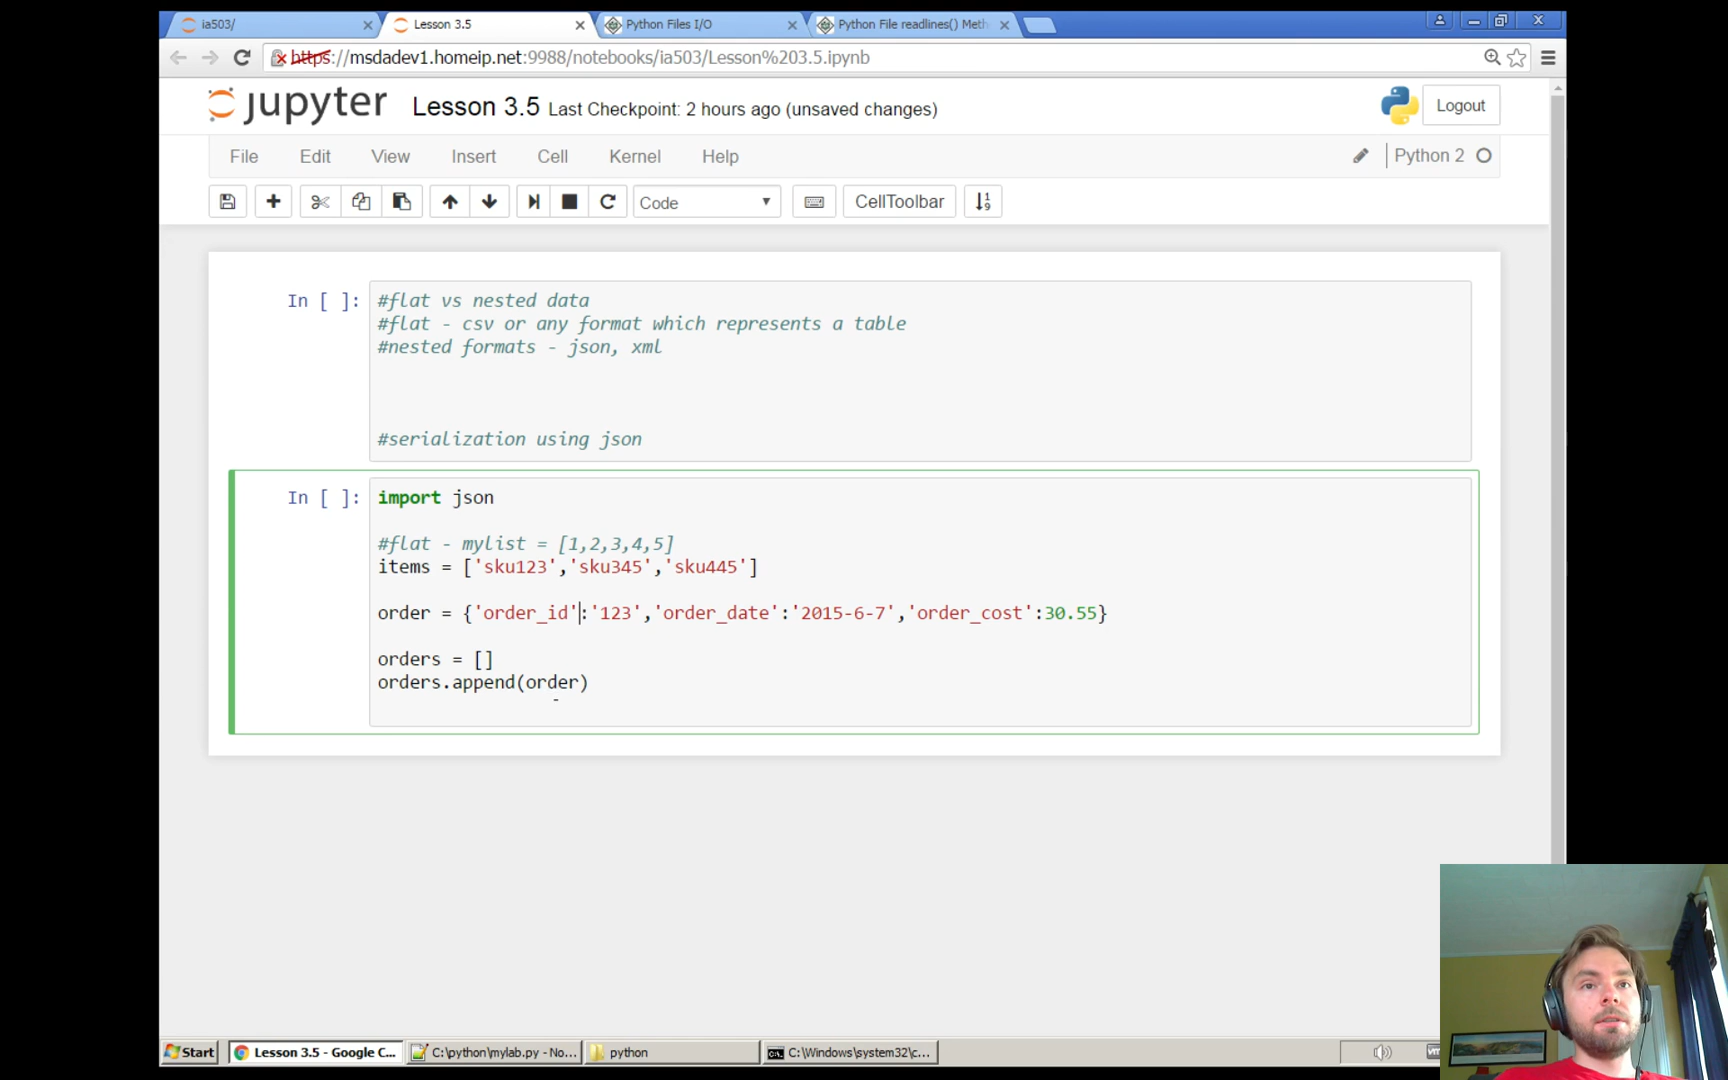 ia503/
Lesson 3.5
Python Files I/O
Python File readlines() Meth
https://msdadev1.homeip.net:9988/notebooks/ia503/Lesson%203.5.ipynb
jupyter Lesson 3.5 Last Checkpoint: 2 hours ago (unsaved changes) Logout
File Edit View Insert Cell Kernel Help Python 2
Code CellToolbar
In [ ]: #flat vs nested data
#flat - csv or any format which represents a table
#nested formats - json, xml
#serialization using json
In [ ]: import json
#flat - mylist = [1,2,3,4,5]
items = ['sku123','sku345','sku445']
order = {'order_id':'123','order_date':'2015-6-7','order_cost':30.55}
orders = []
orders.append(order)
Start Lesson 3.5 - Google C... C:\python\mylab.py - No... python C:\Windows\system32\c...